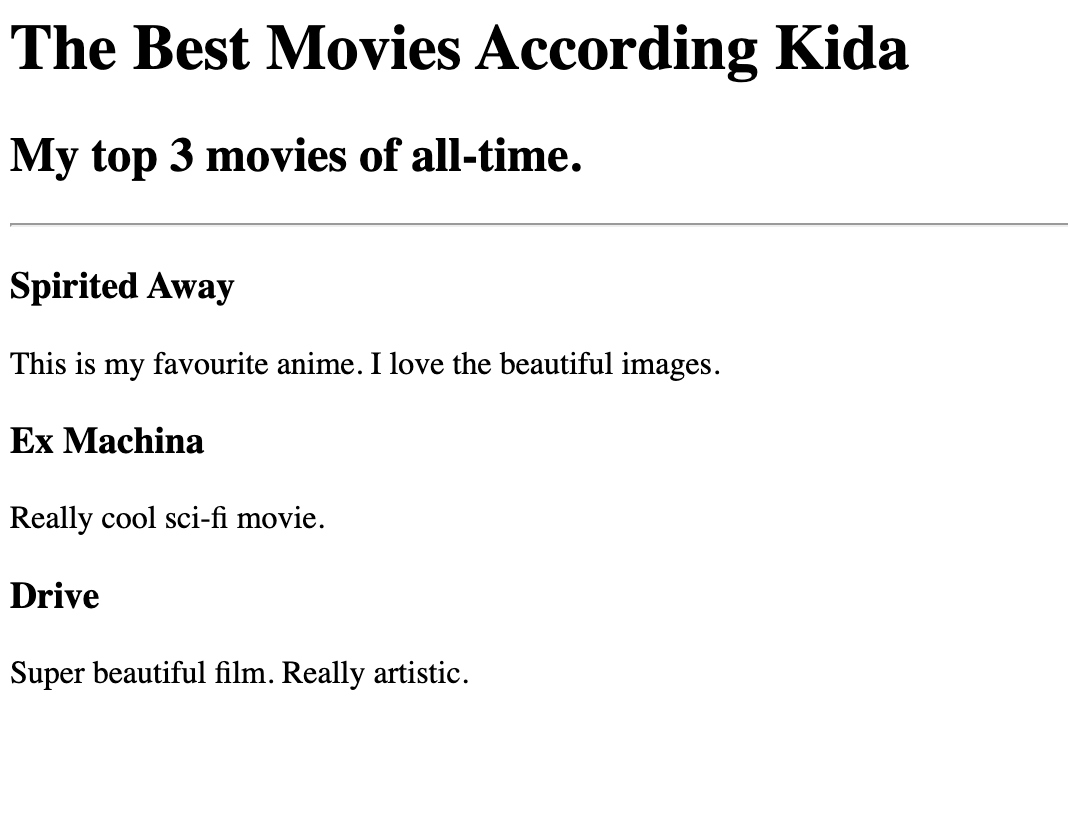 The Best Movies According Kida
My top 3 movies of all-time.
Spirited Away
This is my favourite anime. I love the beautiful images.
Ex Machina
Really cool sci-fi movie.
Drive
Super beautiful film. Really artistic.